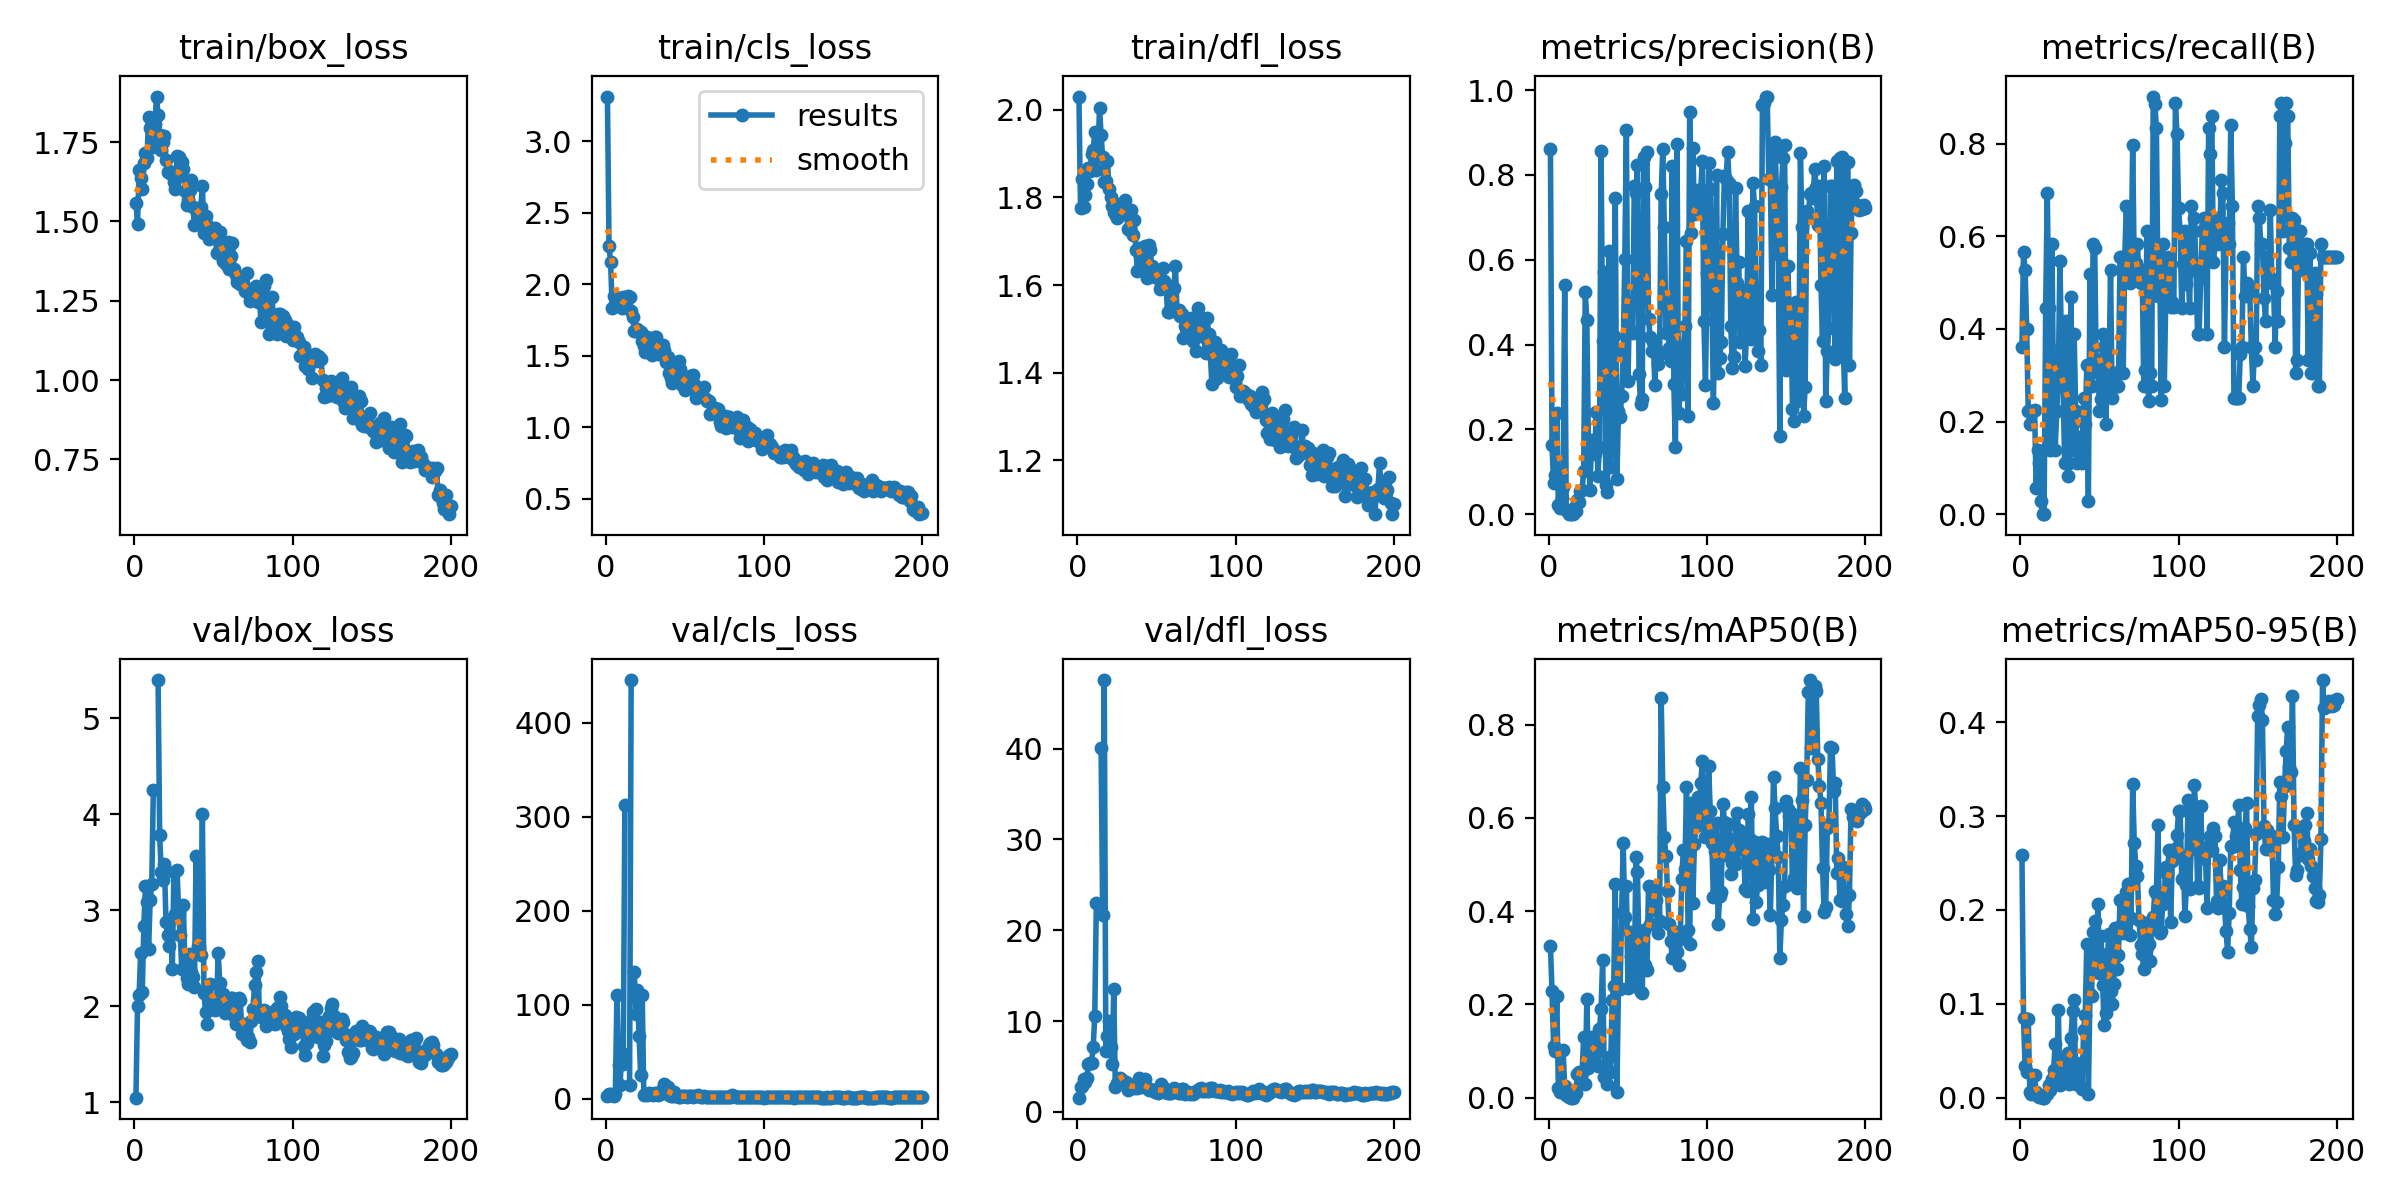 train/box_loss
1.75
1.50
1.25
1.00
0.75
0 100 200
train/cls_loss
results
smooth
3.0
2.5
2.0
1.5
1.0
0.5
0 100 200
train/dfl_loss
2.0
1.8
1.6
1.4
1.2
0 100 200
metrics/precision(B)
1.0
0.8
0.6
0.4
0.2
0.0
0 100 200
metrics/recall(B)
0.8
0.6
0.4
0.2
0.0
0 100 200
val/box_loss
5
4
3
2
1
0 100 200
val/cls_loss
400
300
200
100
0
0 100 200
val/dfl_loss
40
30
20
10
0
0 100 200
metrics/mAP50(B)
0.8
0.6
0.4
0.2
0.0
0 100 200
metrics/mAP50-95(B)
0.4
0.3
0.2
0.1
0.0
0 100 200